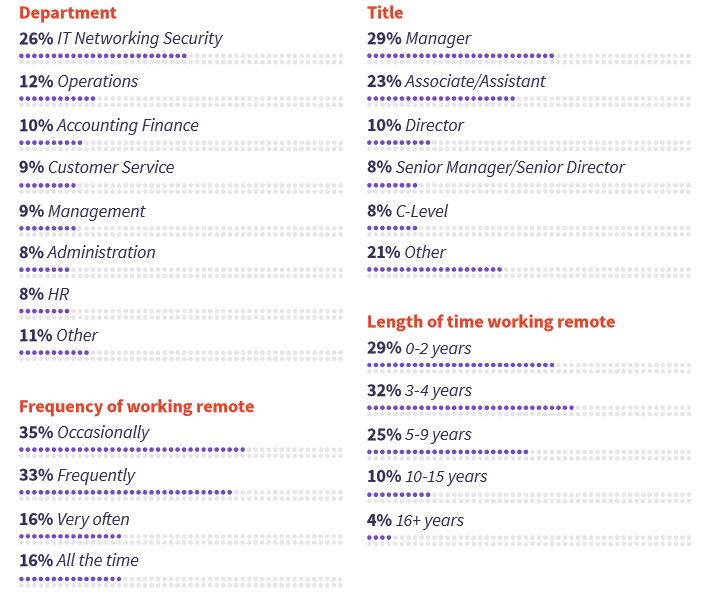 Department
26% IT Networking Security
12% Operations
10% Accounting Finance
9% Customer Service
9% Management
8% Administration
8% HR
11% Other
Frequency of working remote
35% Occasionally
33% Frequently
16% Very often
16% All the time
Title
29% Manager
23% Associate/Assistant
10% Director
8% Senior Manager/Senior Director
8% C-Level
21% Other
Length of time working remote
29% 0-2 years
32% 3-4 years
25% 5-9 years
10% 10-15 years
4% 16+ years